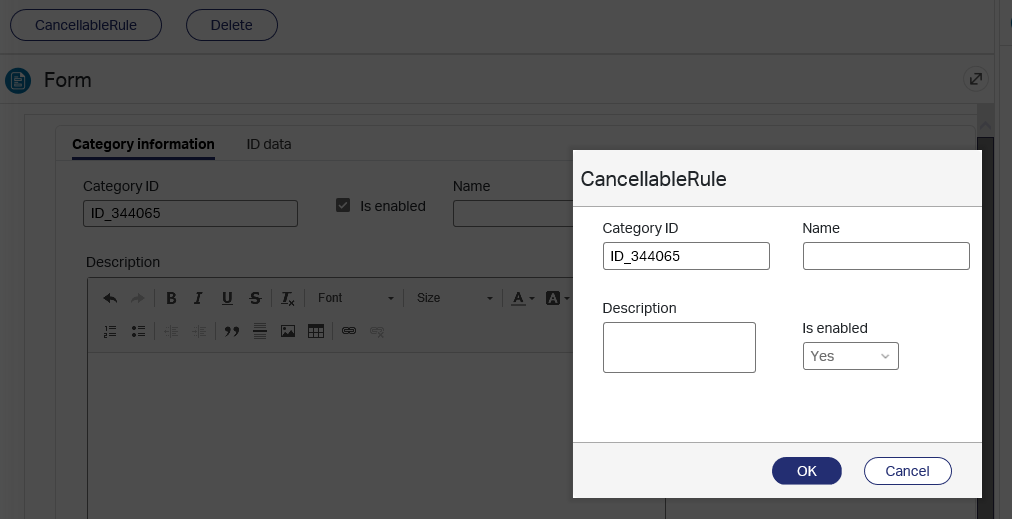 CancellableRule Delete
Form
Category information ID data
Category ID Name
ID_344065 Is enabled
Description
B I U S Tx Font Size A A
CancellableRule
Category ID Name
ID_344065
Description
Is enabled
Yes
OK Cancel